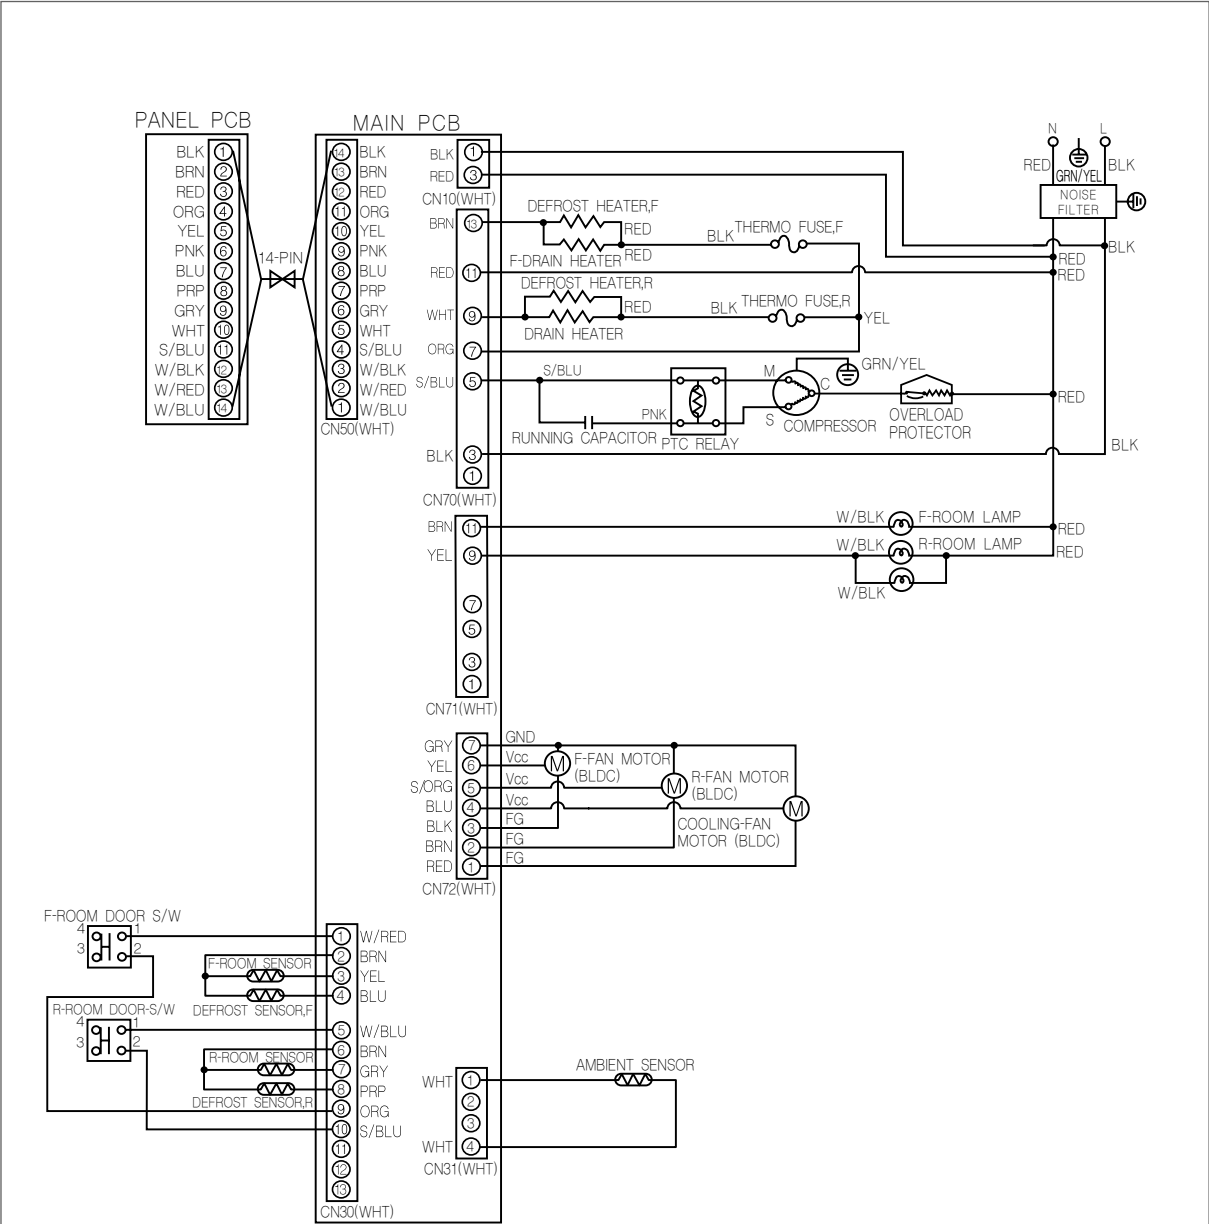 PANEL PCB
BLK 1
BRN 2
RED 3
ORG 4
YEL 5
PNK 6
BLU 7
PRP 8
GRY 9
WHT 10
S/BLU 11
W/BLK 12
W/RED 13
W/BLU 14
14-PIN
MAIN PCB
14 BLK
13 BRN
12 RED
11 ORG
10 YEL
9 PNK
8 BLU
7 PRP
6 GRY
5 WHT
4 S/BLU
3 W/BLK
2 W/RED
1 W/BLU
CN50(WHT)
BLK 1
RED 3
CN10(WHT)
BRN 13
RED 11
WHT 9
ORG 7
S/BLU 5
BLK 3
1
CN70(WHT)
DEFROST HEATER,F
RED
F-DRAIN HEATER
RED
BLK
THERMO FUSE,F
DEFROST HEATER,R
RED
DRAIN HEATER
BLK
THERMO FUSE,R
YEL
S/BLU
PNK
RUNNING CAPACITOR
PTC RELAY
M
S
C
COMPRESSOR
GRN/YEL
OVERLOAD
PROTECTOR
N
L
RED
GRN/YEL
BLK
NOISE
FILTER
BLK
RED
RED
RED
BLK
BRN 11
YEL 9
7
5
3
1
CN71(WHT)
W/BLK
F-ROOM LAMP
RED
W/BLK
R-ROOM LAMP
RED
W/BLK
GRY 7 GND
YEL 6 Vcc
S/ORG 5 Vcc
BLU 4 Vcc
BLK 3 FG
BRN 2 FG
RED 1 FG
CN72(WHT)
M
F-FAN MOTOR
(BLDC)
M
R-FAN MOTOR
(BLDC)
M
COOLING-FAN
MOTOR (BLDC)
F-ROOM DOOR S/W
4 1
3 2
R-ROOM DOOR-S/W
4 1
3 2
F-ROOM SENSOR
DEFROST SENSOR,F
R-ROOM SENSOR
DEFROST SENSOR,R
1 W/RED
2 BRN
3 YEL
4 BLU
5 W/BLU
6 BRN
7 GRY
8 PRP
9 ORG
10 S/BLU
11
12
13
CN30(WHT)
WHT 1
2
3
WHT 4
CN31(WHT)
AMBIENT SENSOR